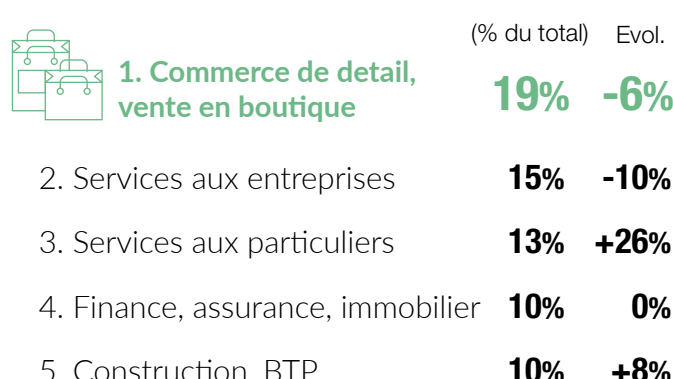 (% du total) Evol.
1. Commerce de detail,
vente en boutique
19% -6%
2. Services aux entreprises 15% -10%
3. Services aux particuliers 13% +26%
4. Finance, assurance, immobilier 10% 0%
5. Construction, BTP 10% +8%